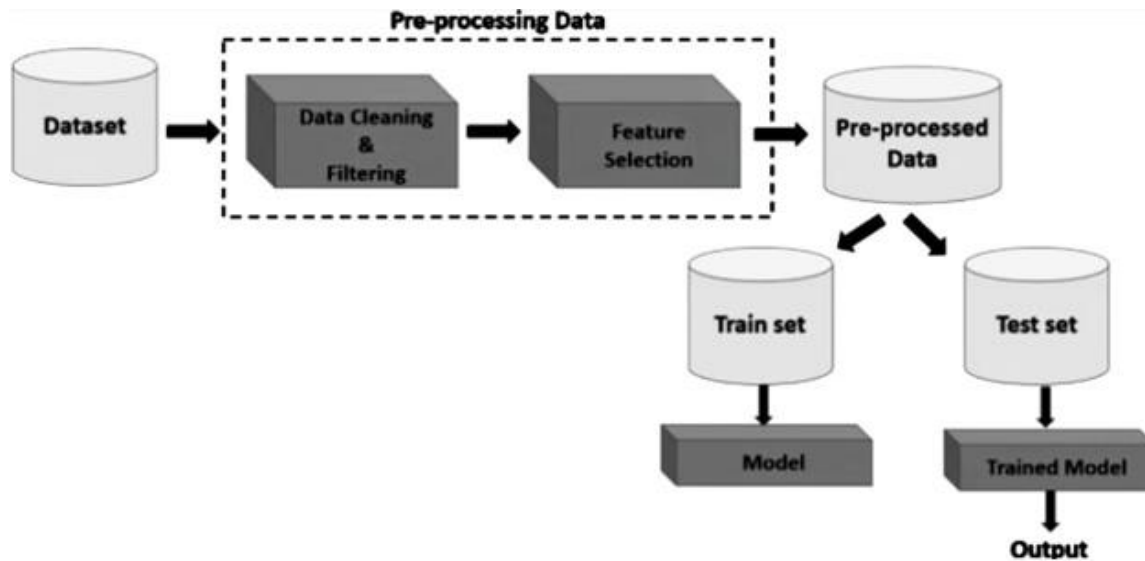 Pre-processing Data
Dataset
Data Cleaning
&
Filtering
Feature
Selection
Pre-processed
Data
Train set
Test set
Model
Trained Model
Output